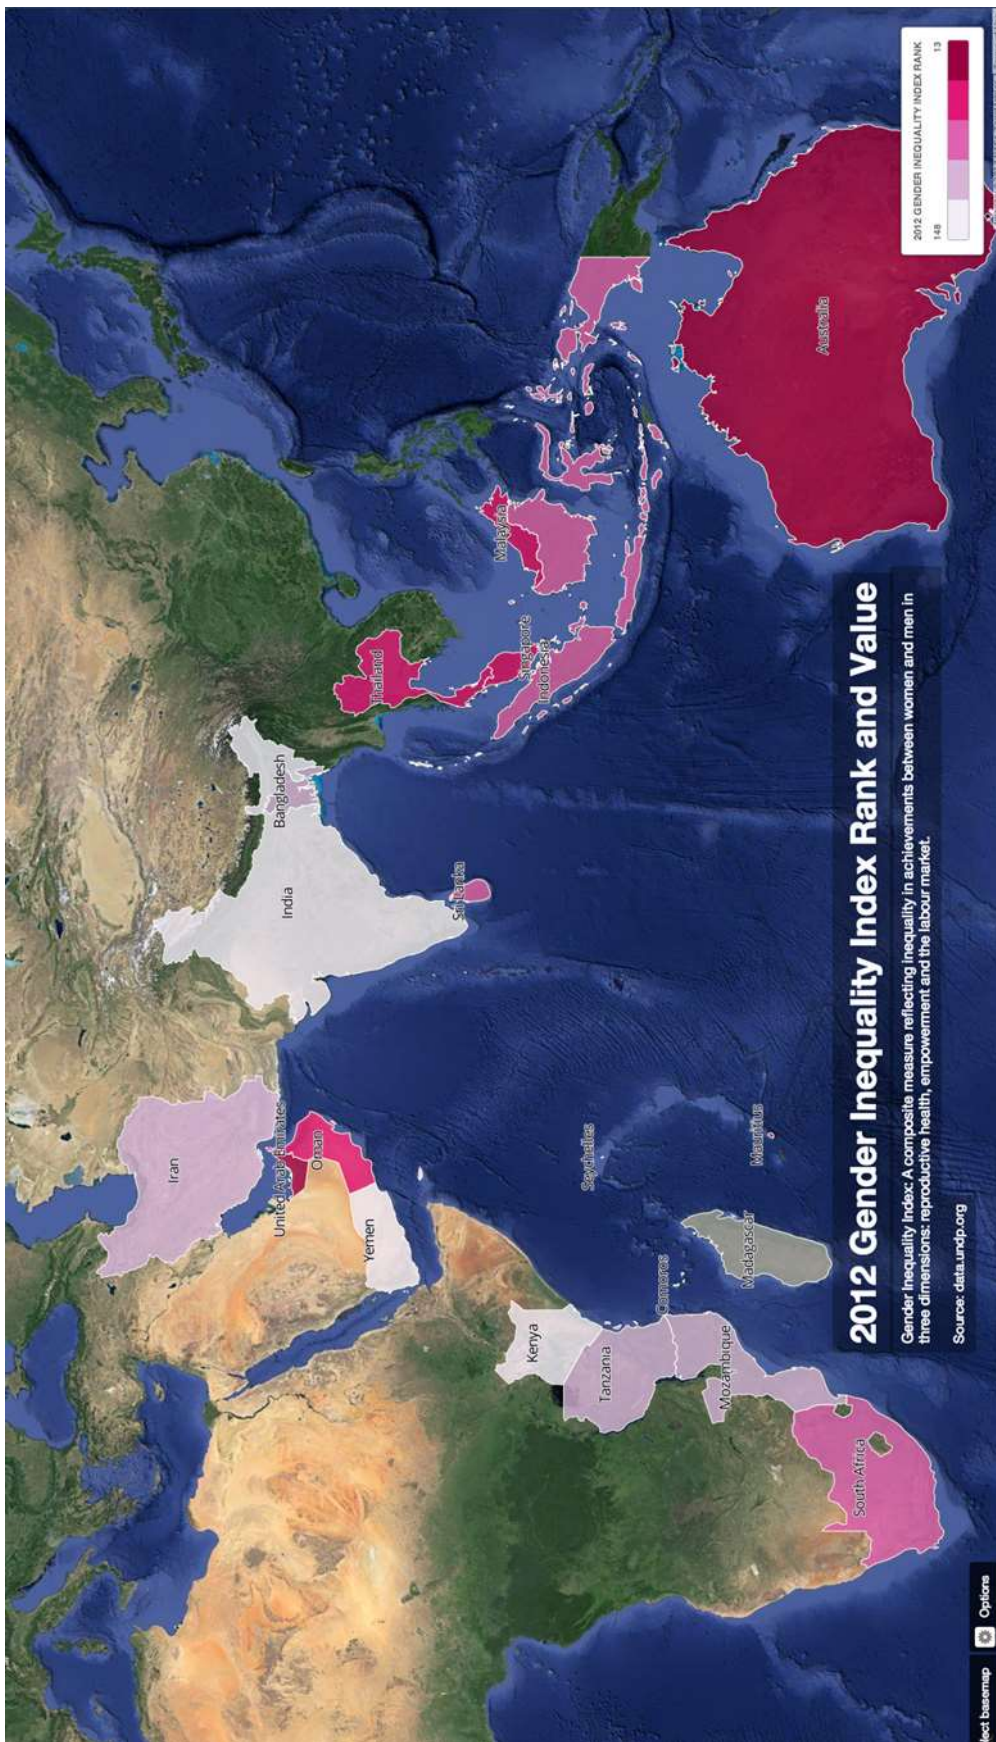 2012 GENDER INEQUALITY INDEX RANK
148 13
Iran
United Arab Emirates
Oman
Yemen
India
Bangladesh
Sri Lanka
Thailand
Malaysia
Singapore
Indonesia
Australia
Kenya
Tanzania
Seychelles
Comoros
Mozambique
Madagascar
Mauritius
South Africa
2012 Gender Inequality Index Rank and Value
Gender Inequality Index: A composite measure reflecting inequality in achievements between women and men in
three dimensions: reproductive health, empowerment and the labour market.
Source: data.undp.org
lect basemap Options